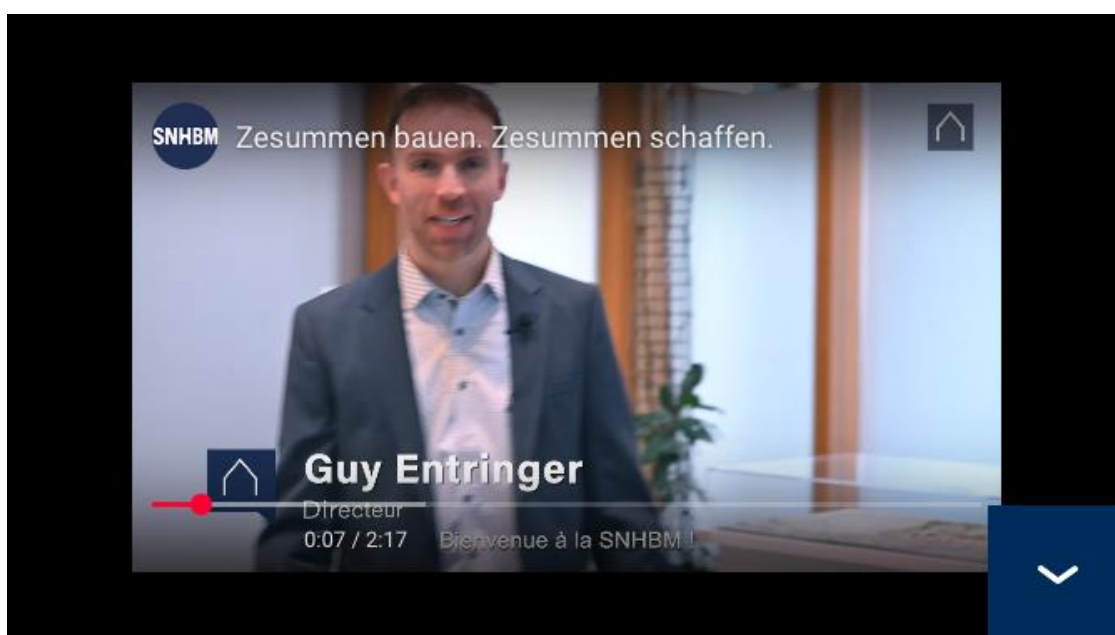 SNHBM
Zesummen bauen. Zesummen schaffen.
Guy Entringer
Directeur
0:07 / 2:17
Bienvenue à la SNHBM !